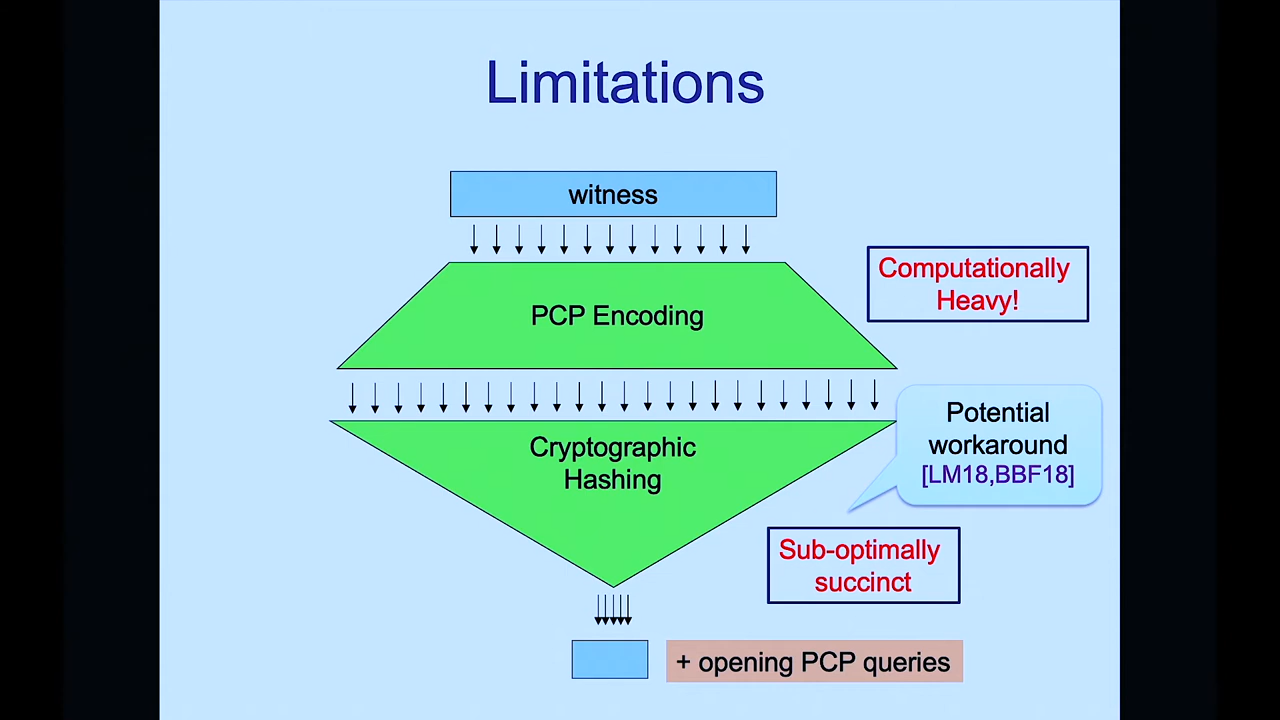 Limitations
witness
Computationally
Heavy!
PCP Encoding
Potential
workaround
[LM18,BBF18]
Cryptographic
Hashing
Sub-optimally
succinct
+ opening PCP queries